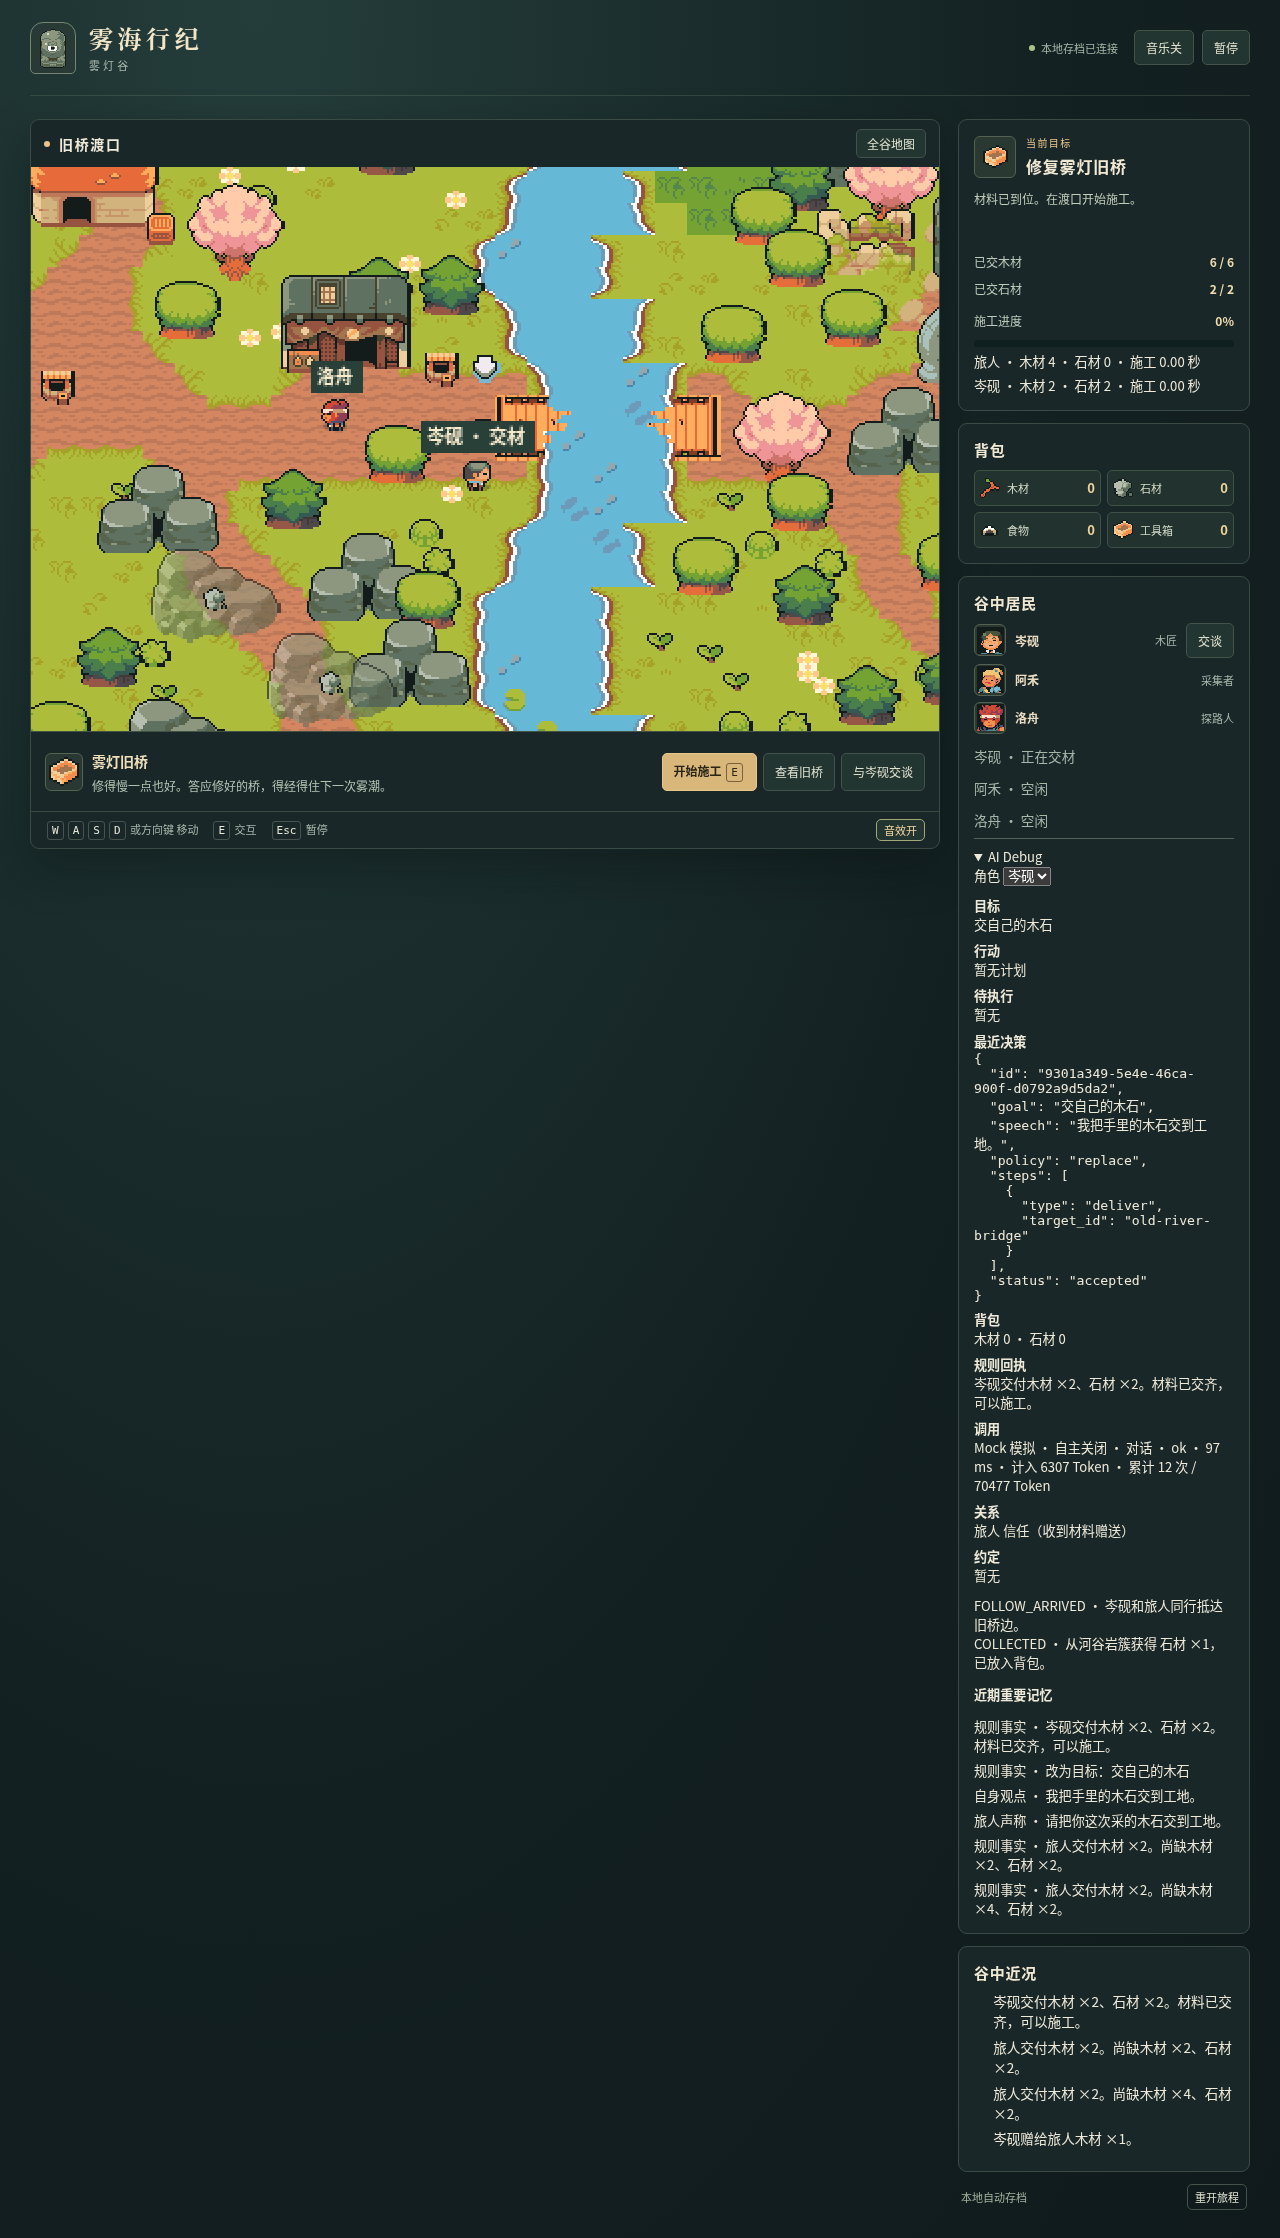 雾海行纪
雾灯谷
本地存档已连接
音乐关
暂停
旧桥渡口
全谷地图
洛舟
岑砚 · 交材
雾灯旧桥
修得慢一点也好。答应修好的桥，得经得住下一次雾潮。
开始施工 E
查看旧桥
与岑砚交谈
W A S D 或方向键 移动 E 交互 Esc 暂停
音效开
当前目标
修复雾灯旧桥
材料已到位。在渡口开始施工。
已交木材 6 / 6
已交石材 2 / 2
施工进度 0%
旅人 · 木材 4 · 石材 0 · 施工 0.00 秒
岑砚 · 木材 2 · 石材 2 · 施工 0.00 秒
背包
木材 0
石材 0
食物 0
工具箱 0
谷中居民
岑砚 木匠 交谈
阿禾 采集者
洛舟 探路人
岑砚 · 正在交材
阿禾 · 空闲
洛舟 · 空闲
▼ AI Debug
角色 岑砚
目标
交自己的木石
行动
暂无计划
待执行
暂无
最近决策
{
"id": "9301a349-5e4e-46ca-
900f-d0792a9d5da2",
"goal": "交自己的木石",
"speech": "我把手里的木石交到工
地。",
"policy": "replace",
"steps": [
{
"type": "deliver",
"target_id": "old-river-
bridge"
}
],
"status": "accepted"
}
背包
木材 0 · 石材 0
规则回执
岑砚交付木材 ×2、石材 ×2。材料已交齐，
可以施工。
调用
Mock 模拟 · 自主关闭 · 对话 · ok · 97
ms · 计入 6307 Token · 累计 12 次 /
70477 Token
关系
旅人 信任（收到材料赠送）
约定
暂无
FOLLOW_ARRIVED · 岑砚和旅人同行抵达
旧桥边。
COLLECTED · 从河谷岩簇获得 石材 ×1，
已放入背包。
近期重要记忆
规则事实 · 岑砚交付木材 ×2、石材 ×2。
材料已交齐，可以施工。
规则事实 · 改为目标：交自己的木石
自身观点 · 我把手里的木石交到工地。
旅人声称 · 请把你这次采的木石交到工地。
规则事实 · 旅人交付木材 ×2。尚缺木材
×2、石材 ×2。
规则事实 · 旅人交付木材 ×2。尚缺木材
×4、石材 ×2。
谷中近况
岑砚交付木材 ×2、石材 ×2。材料已交
齐，可以施工。
旅人交付木材 ×2。尚缺木材 ×2、石材
×2。
旅人交付木材 ×2。尚缺木材 ×4、石材
×2。
岑砚赠给旅人木材 ×1。
本地自动存档
重开旅程